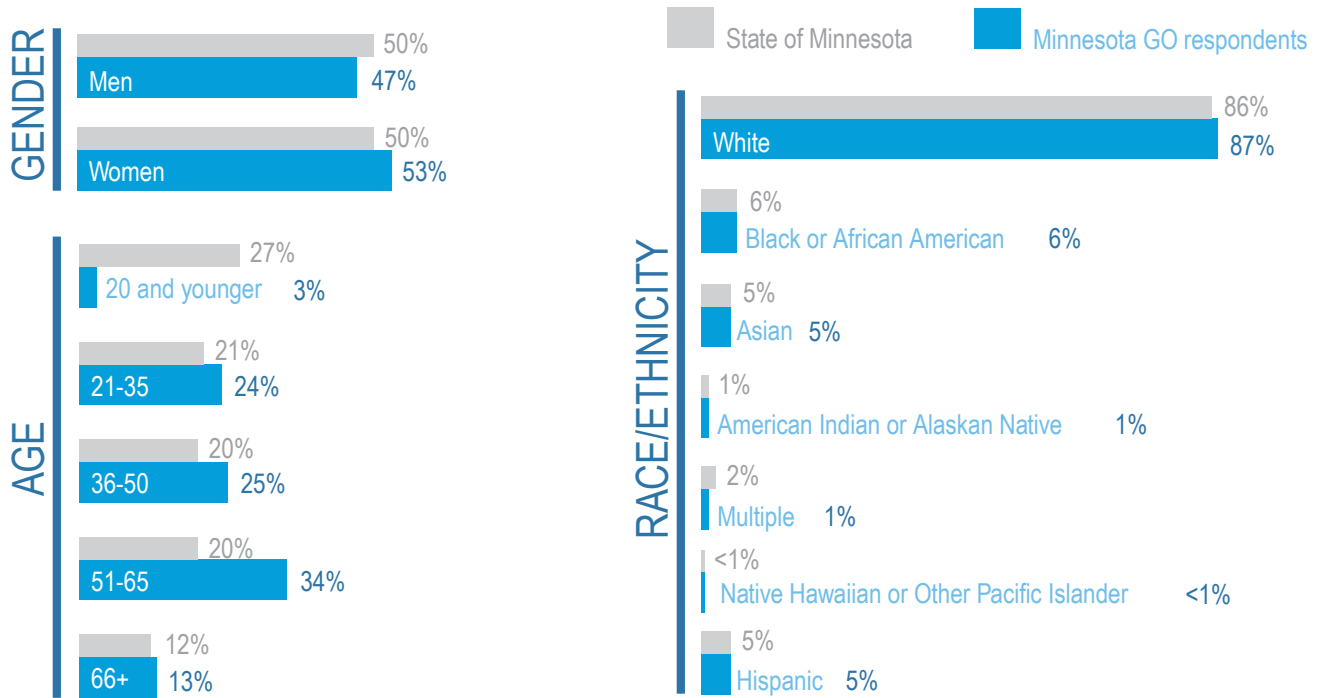 GENDER
50%
Men 47%
50%
Women 53%
AGE
27%
20 and younger 3%
21%
21-35 24%
20%
36-50 25%
20%
51-65 34%
12%
66+ 13%
State of Minnesota
Minnesota GO respondents
RACE/ETHNICITY
86%
White 87%
6%
Black or African American 6%
5%
Asian 5%
1%
American Indian or Alaskan Native 1%
2%
Multiple 1%
<1%
Native Hawaiian or Other Pacific Islander <1%
5%
Hispanic 5%